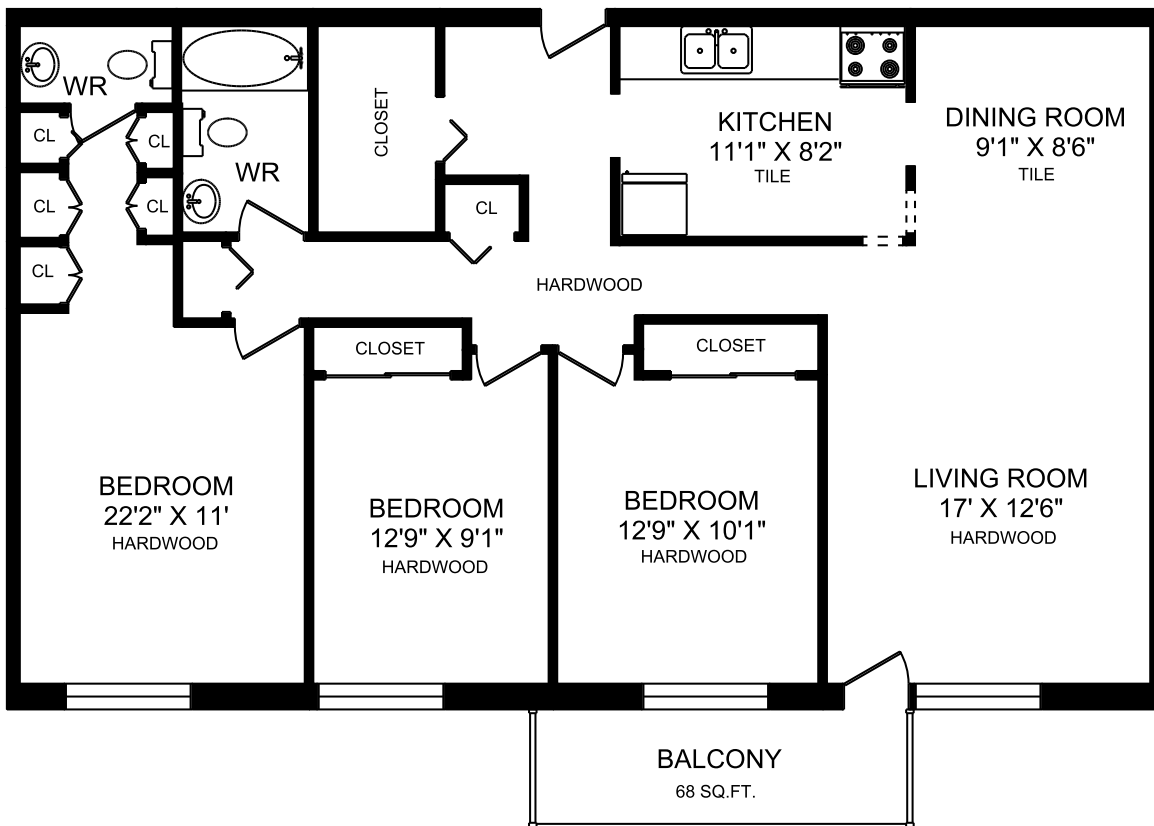 WR
CL
CL
CL
CL
CL
WR
CLOSET
CL
KITCHEN
11'1" X 8'2"
TILE
DINING ROOM
9'1" X 8'6"
TILE
HARDWOOD
CLOSET
CLOSET
BEDROOM
22'2" X 11'
HARDWOOD
BEDROOM
12'9" X 9'1"
HARDWOOD
BEDROOM
12'9" X 10'1"
HARDWOOD
LIVING ROOM
17' X 12'6"
HARDWOOD
BALCONY
68 SQ.FT.